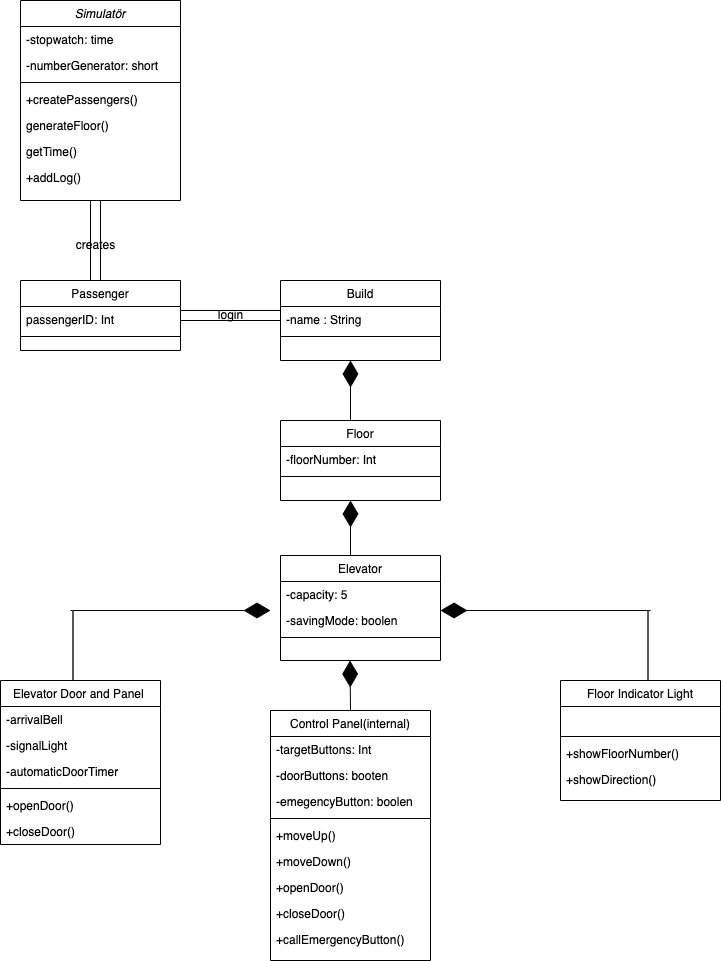 Simulatör
-stopwatch: time
-numberGenerator: short
+createPassengers()
generateFloor()
getTime()
+addLog()
creates
Passenger
passengerID: Int
login
Build
-name : String
Floor
-floorNumber: Int
Elevator
-capacity: 5
-savingMode: boolen
Elevator Door and Panel
-arrivalBell
-signalLight
-automaticDoorTimer
+openDoor()
+closeDoor()
Control Panel(internal)
-targetButtons: Int
-doorButtons: booten
-emegencyButton: boolen
+moveUp()
+moveDown()
+openDoor()
+closeDoor()
+callEmergencyButton()
Floor Indicator Light
+showFloorNumber()
+showDirection()